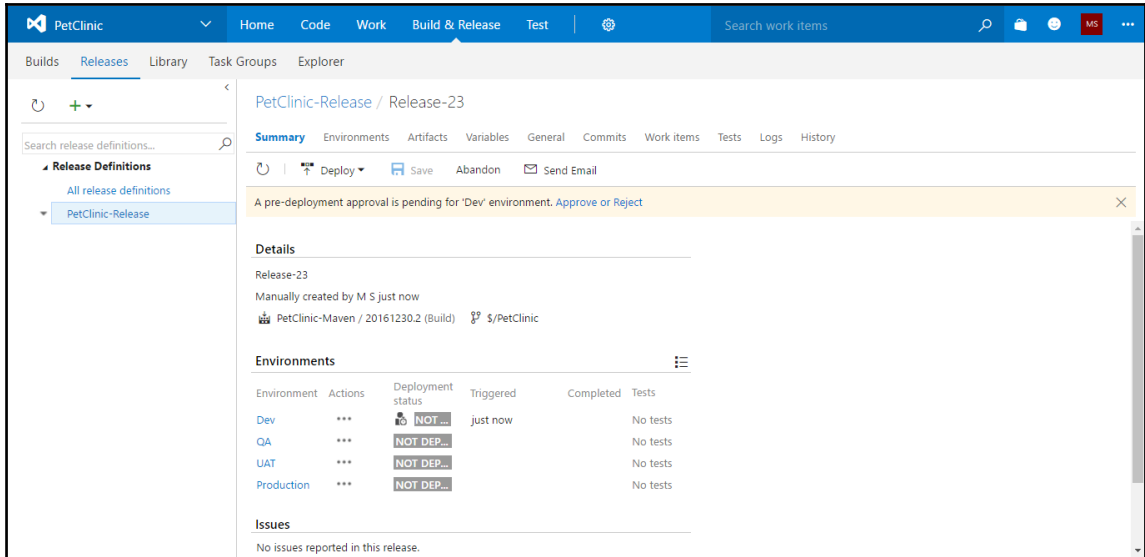 PetClinic Home Code Work Build & Release Test Search work items MS
Builds Releases Library Task Groups Explorer
PetClinic-Release / Release-23
Search release definitions...
Release Definitions
All release definitions
PetClinic-Release
Summary Environments Artifacts Variables General Commits Work items Tests Logs History
Deploy Save Abandon Send Email
A pre-deployment approval is pending for 'Dev' environment. Approve or Reject
Details
Release-23
Manually created by M S just now
PetClinic-Maven / 20161230.2 (Build) $/PetClinic
Environments
Environment Actions Deployment status Triggered Completed Tests
Dev ••• NOT ... just now No tests
QA ••• NOT DEP... No tests
UAT ••• NOT DEP... No tests
Production ••• NOT DEP... No tests
Issues
No issues reported in this release.